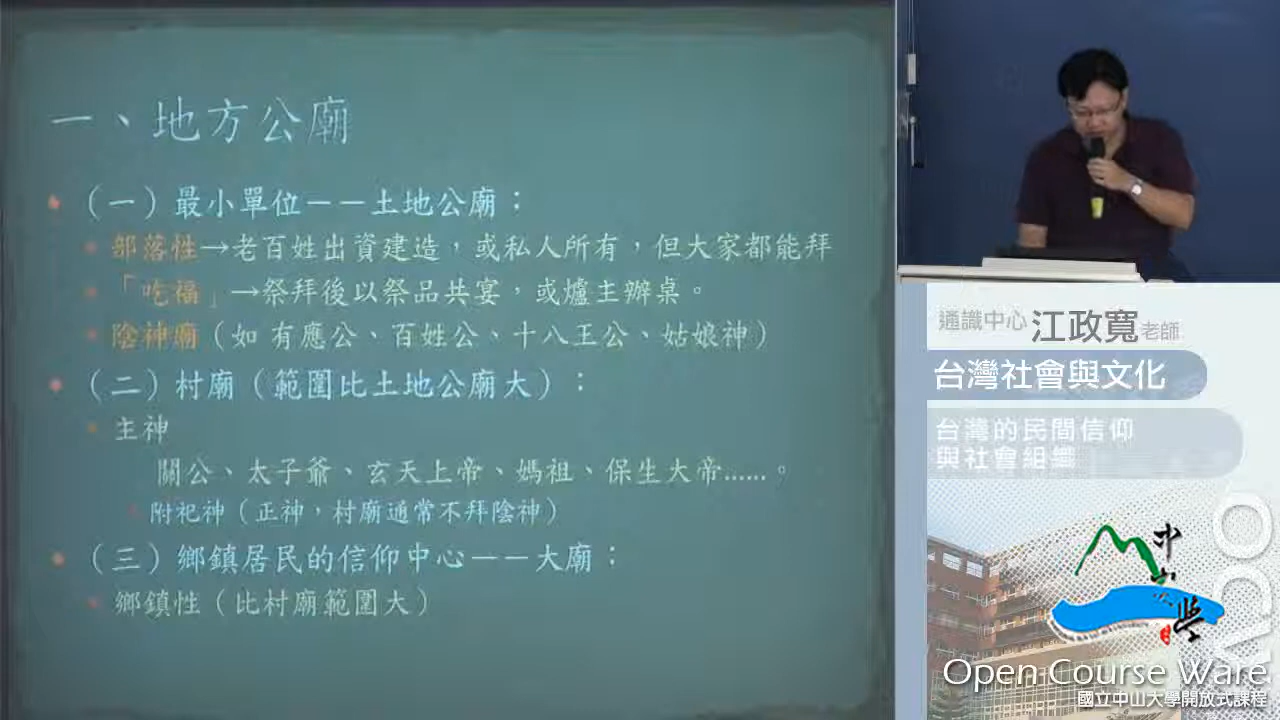 一、地方公廟
（一）最小單位－－土地公廟：
部落性→老百姓出資建造，或私人所有，但大家都能拜
「吃福」→祭拜後以祭品共宴，或爐主辦桌。
陰神廟（如 有應公、百姓公、十八王公、姑娘神）
（二）村廟（範圍比土地公廟大）：
主神
關公、太子爺、玄天上帝、媽祖、保生大帝……。
附祀神（正神，村廟通常不拜陰神）
（三）鄉鎮居民的信仰中心－－大廟：
鄉鎮性（比村廟範圍大）
通識中心 江政寬 老師
台灣社會與文化
台灣的民間信仰
與社會組織
中山大學
Open Course Ware
國立中山大學開放式課程